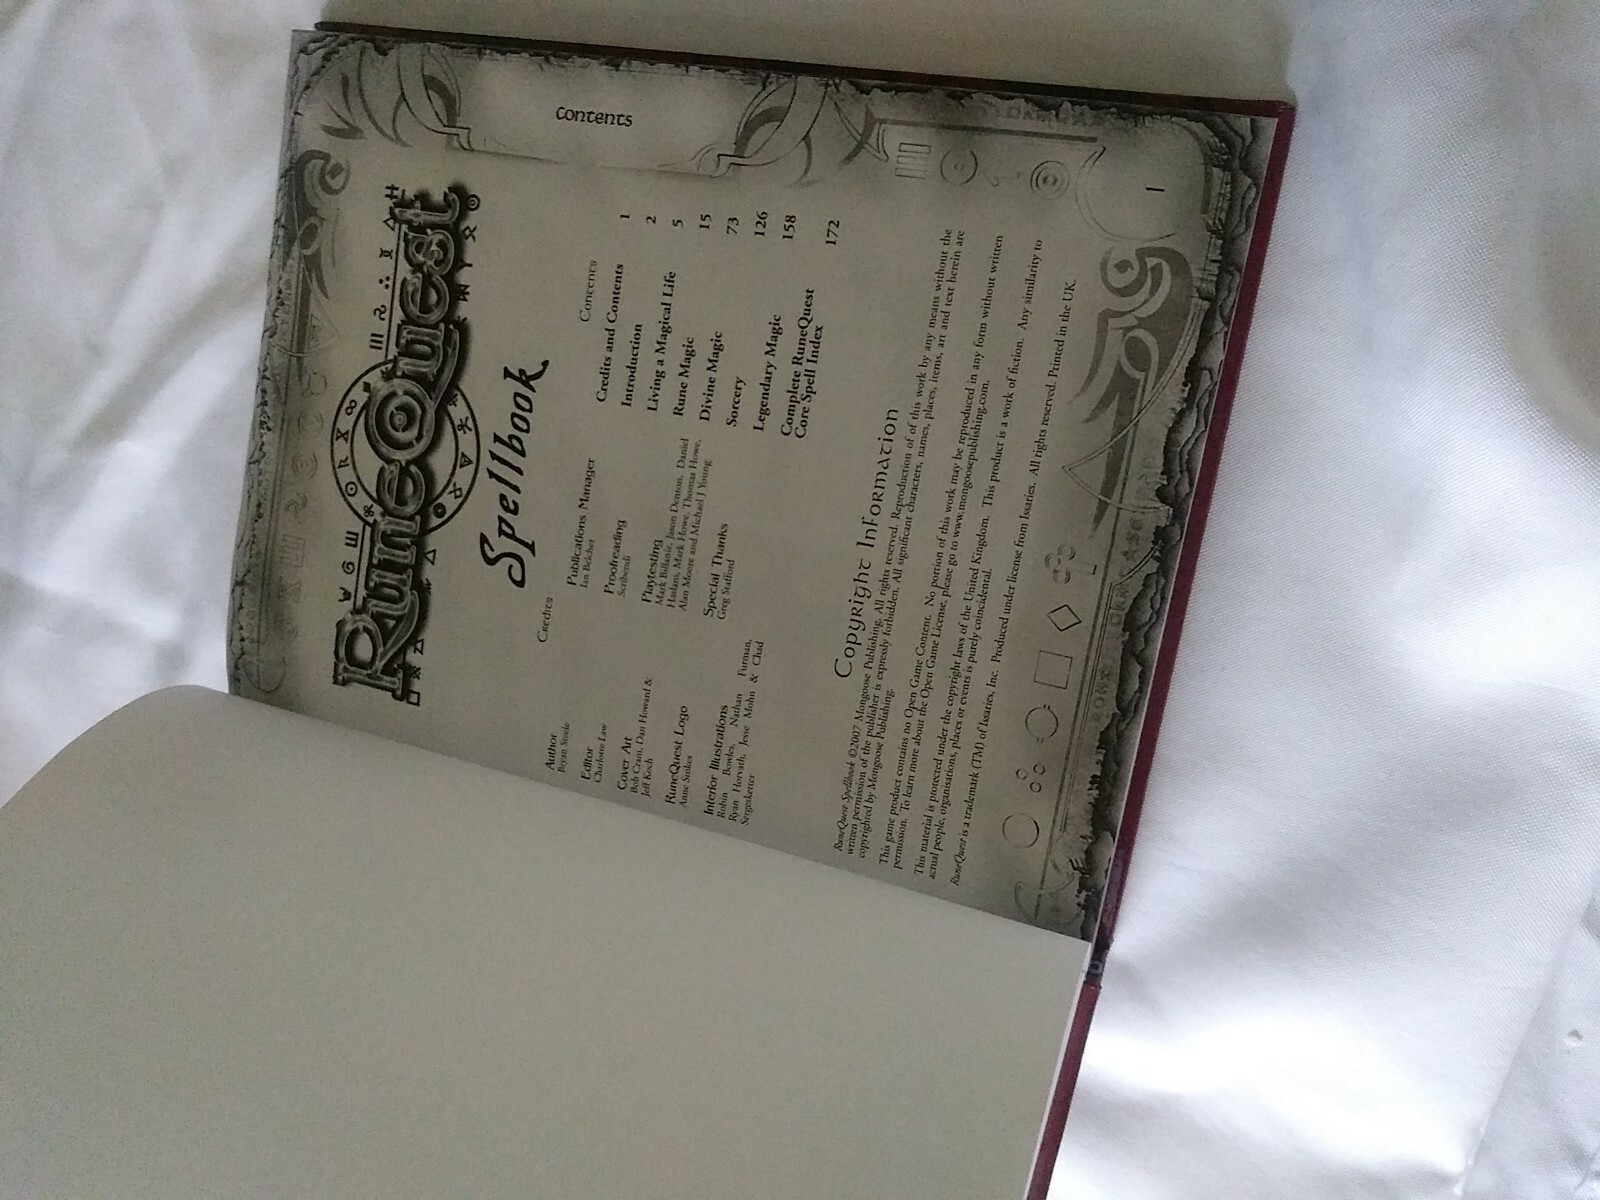 Contents
RuneQuest
Spellbook
Credits
Author
Bryan Steele
Editor
Charlotte Law
Cover Art
Bob Cram, Dan Howard &
Jeff Koch
RuneQuest Logo
Anne Stokes
Interior Illustrations
Robin Bowles, Nathan Furman,
Ryan Horvath, Jesse Mohn & Chad
Sergesketter
Publications Manager
Ian Belcher
Proofreading
Scribendi
Playtesting
Mark Billanie, Jason Denton, Daniel
Haslam, Mark Howe, Thomas Howe,
Alan Moore and Michael J Young
Special Thanks
Greg Stafford
Contents
Credits and Contents 1
Introduction 2
Living a Magical Life 5
Rune Magic 15
Divine Magic 73
Sorcery 126
Legendary Magic 158
Complete RuneQuest
Core Spell Index 172
Copyright Information
RuneQuest Spellbook ©2007 Mongoose Publishing. All rights reserved. Reproduction of of this work by any means without the
written permission of the publisher is expressly forbidden. All significant characters, names, places, items, art and text herein are
copyrighted by Mongoose Publishing.
This game product contains no Open Game Content. No portion of this work may be reproduced in any form without written
permission. To learn more about the Open Game License, please go to www.mongoosepublishing.com.
This material is protected under the copyright laws of the United Kingdom. This product is a work of fiction. Any similarity to
actual people, organisations, places or events is purely coincidental.
RuneQuest is a trademark (TM) of Issaries, Inc. Produced under license from Issaries. All rights reserved. Printed in the UK.
1